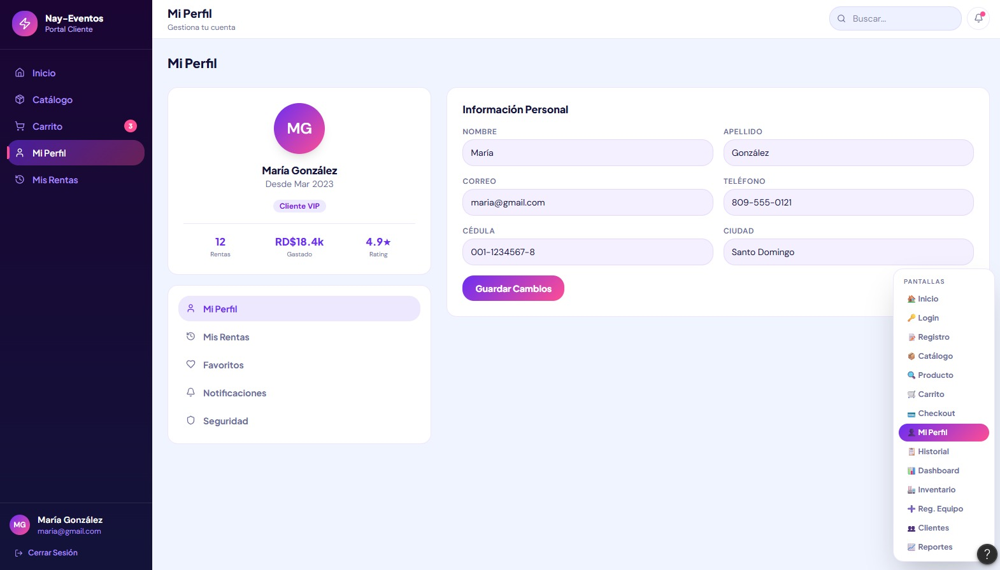 Nay-Eventos
Portal Cliente
Inicio
Catálogo
Carrito
3
Mi Perfil
Mis Rentas
MG
María González
maria@gmail.com
Cerrar Sesión
Mi Perfil
Gestiona tu cuenta
Buscar...
Mi Perfil
MG
María González
Desde Mar 2023
Cliente VIP
12
Rentas
RD$18.4k
Gastado
4.9★
Rating
Mi Perfil
Mis Rentas
Favoritos
Notificaciones
Seguridad
Información Personal
NOMBRE
María
APELLIDO
González
CORREO
maria@gmail.com
TELÉFONO
809-555-0121
CÉDULA
001-1234567-8
CIUDAD
Santo Domingo
Guardar Cambios
PANTALLAS
Inicio
Login
Registro
Catálogo
Producto
Carrito
Checkout
Mi Perfil
Historial
Dashboard
Inventario
Reg. Equipo
Clientes
Reportes
?